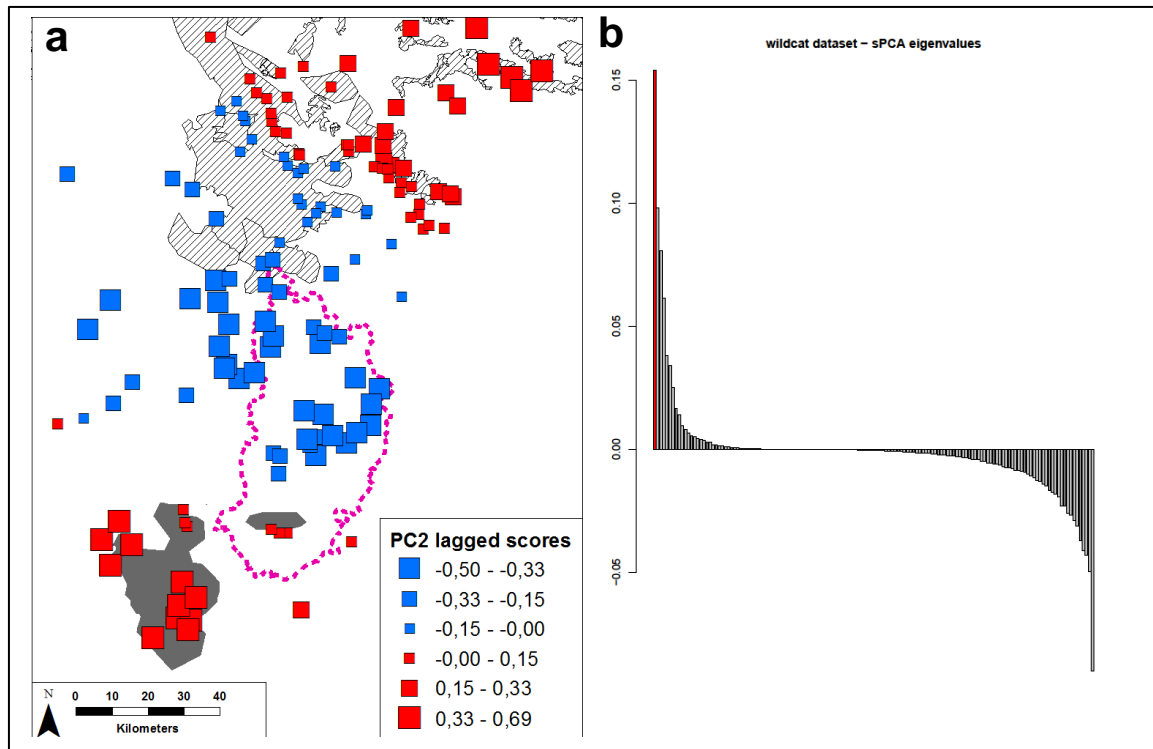 a
PC2 lagged scores
-0,50 - -0,33
-0,33 - -0,15
-0,15 - -0,00
-0,00 - 0,15
0,15 - 0,33
0,33 - 0,69
N
0 10 20 30 40
Kilometers
b
wildcat dataset − sPCA eigenvalues
0.15
0.10
0.05
0.00
−0.05